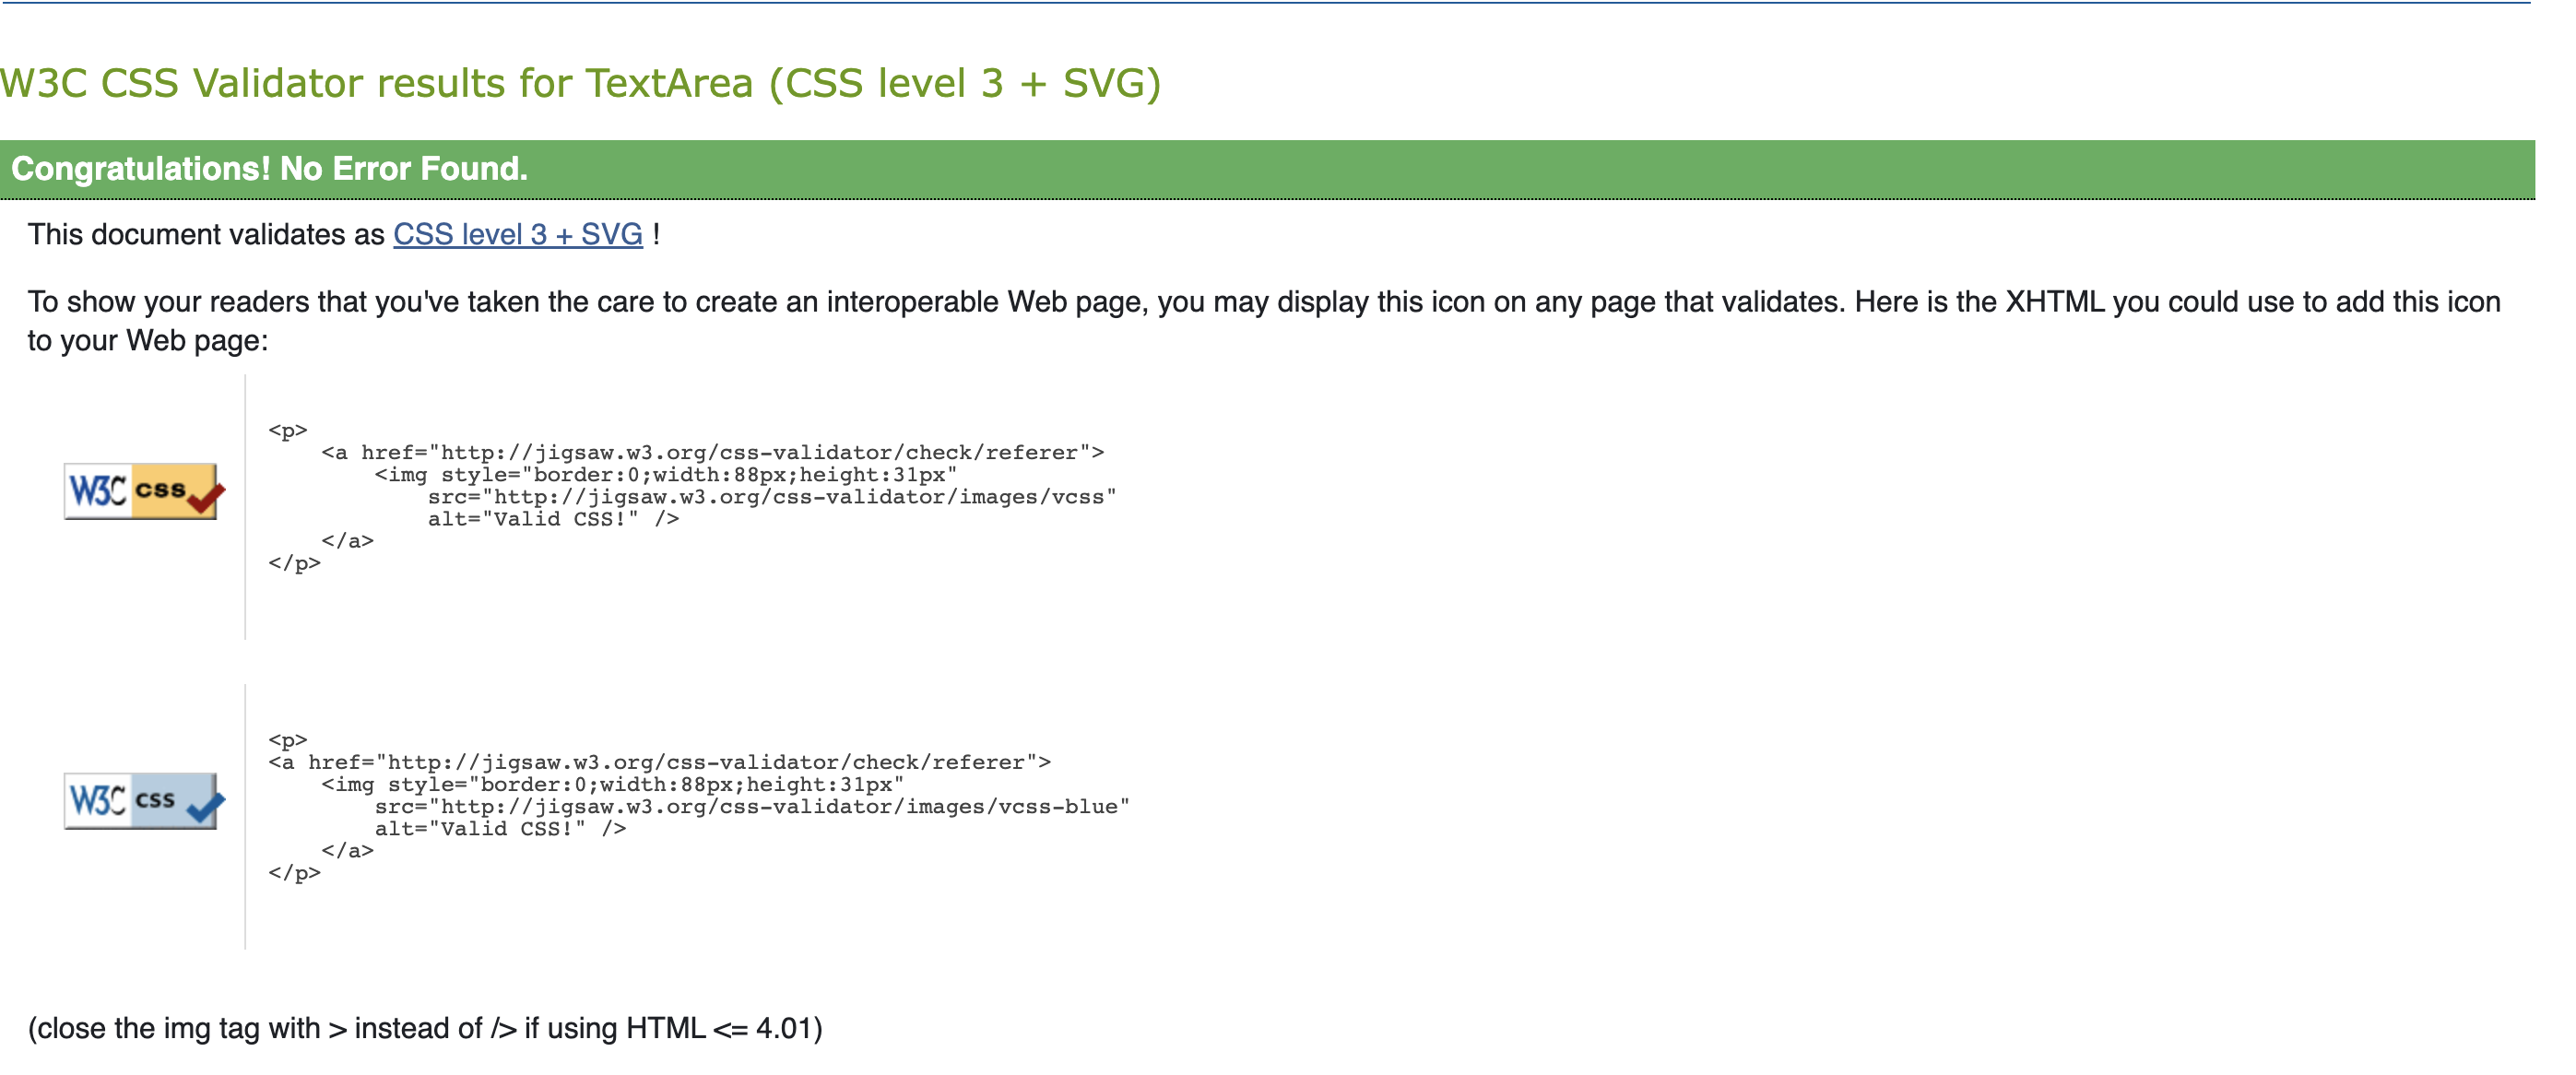 W3C CSS Validator results for TextArea (CSS level 3 + SVG)
Congratulations! No Error Found.
This document validates as CSS level 3 + SVG !
To show your readers that you've taken the care to create an interoperable Web page, you may display this icon on any page that validates. Here is the XHTML you could use to add this icon
to your Web page:
W3C css
<p>
    <a href="http://jigsaw.w3.org/css-validator/check/referer">
        <img style="border:0;width:88px;height:31px"
            src="http://jigsaw.w3.org/css-validator/images/vcss"
            alt="Valid CSS!" />
    </a>
</p>
W3C css
<p>
<a href="http://jigsaw.w3.org/css-validator/check/referer">
    <img style="border:0;width:88px;height:31px"
        src="http://jigsaw.w3.org/css-validator/images/vcss-blue"
        alt="Valid CSS!" />
    </a>
</p>
(close the img tag with > instead of /> if using HTML <= 4.01)